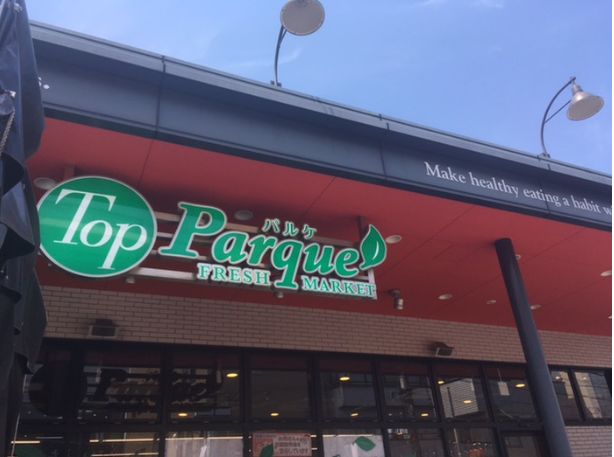 Make healthy eating a habit
Top
パルケ
Parque
FRESH MARKET